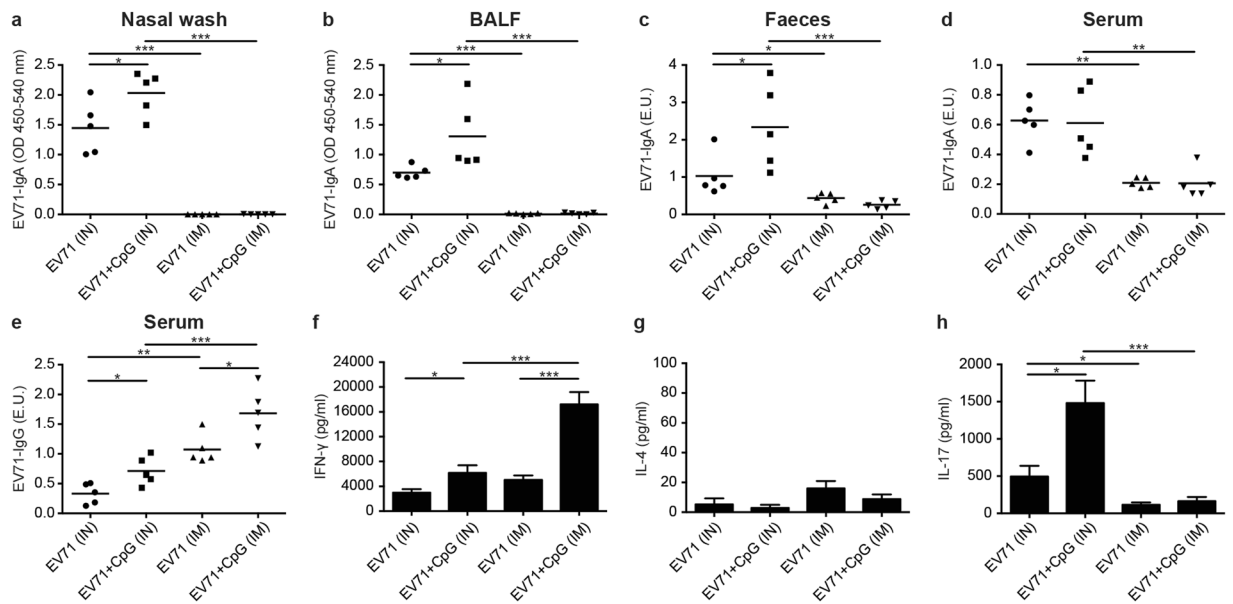 a Nasal wash
EV71-IgA (OD 450-540 nm)
2.5
2.0
1.5
1.0
0.5
0.0
***
***
*
EV71 (IN)
EV71+CpG (IN)
EV71 (IM)
EV71+CpG (IM)
b BALF
EV71-IgA (OD 450-540 nm)
2.5
2.0
1.5
1.0
0.5
0.0
***
***
*
EV71 (IN)
EV71+CpG (IN)
EV71 (IM)
EV71+CpG (IM)
c Faeces
EV71-IgA (E.U.)
4
3
2
1
0
***
*
*
EV71 (IN)
EV71+CpG (IN)
EV71 (IM)
EV71+CpG (IM)
d Serum
EV71-IgA (E.U.)
1.0
0.8
0.6
0.4
0.2
0.0
**
**
EV71 (IN)
EV71+CpG (IN)
EV71 (IM)
EV71+CpG (IM)
e Serum
EV71-IgG (E.U.)
2.5
2.0
1.5
1.0
0.5
0.0
***
**
*
*
EV71 (IN)
EV71+CpG (IN)
EV71 (IM)
EV71+CpG (IM)
f
IFN-γ (pg/ml)
24000
20000
16000
12000
8000
4000
0
***
*
***
EV71 (IN)
EV71+CpG (IN)
EV71 (IM)
EV71+CpG (IM)
g
IL-4 (pg/ml)
100
80
60
40
20
0
EV71 (IN)
EV71+CpG (IN)
EV71 (IM)
EV71+CpG (IM)
h
IL-17 (pg/ml)
2000
1500
1000
500
0
***
*
*
EV71 (IN)
EV71+CpG (IN)
EV71 (IM)
EV71+CpG (IM)